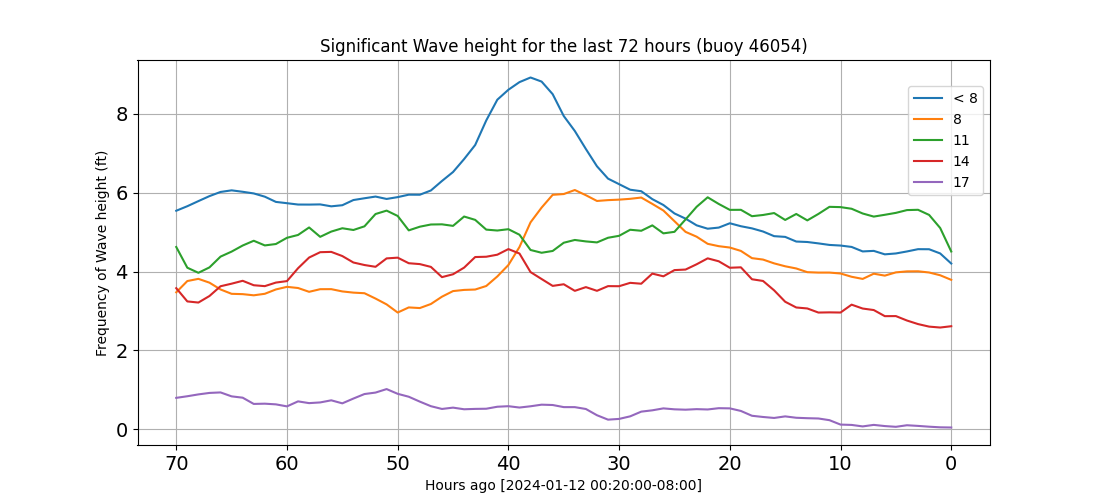 Significant Wave height for the last 72 hours (buoy 46054)
Frequency of Wave height (ft)
8
6
4
2
0
< 8
8
11
14
17
70 60 50 40 30 20 10 0
Hours ago [2024-01-12 00:20:00-08:00]